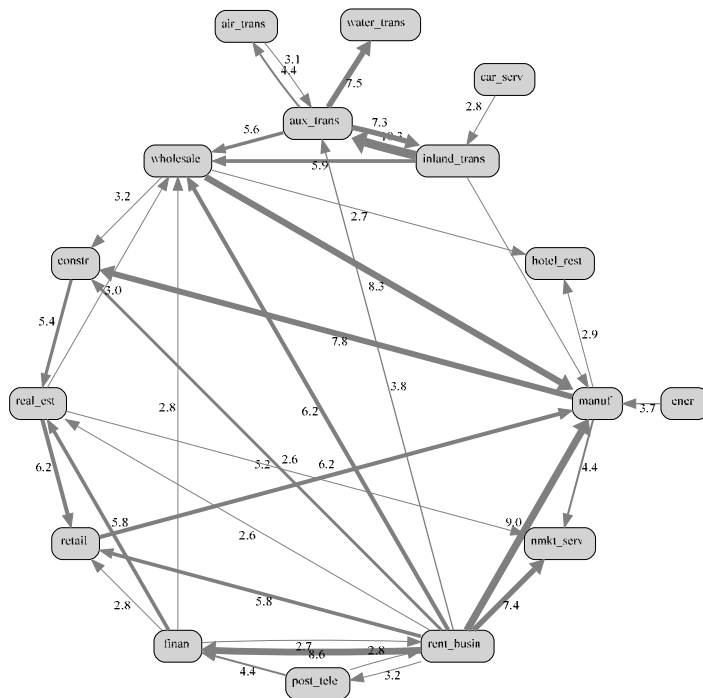 air_trans
water_trans
3.1
4.4
7.5
car_serv
2.8
aux_trans
7.3
5.6
wholesale
5.9
inland_trans
3.2
2.7
constr
hotel_rest
3.0
8.3
5.4
7.8
2.9
3.8
real_est
manuf
ener
3.7
2.8
6.2
6.2
5.2
2.6
6.2
4.4
5.8
9.0
retail
2.6
nmkt_serv
2.8
5.8
7.4
finan
2.7
8.6
2.8
rent_busin
4.4
post_tele
3.2